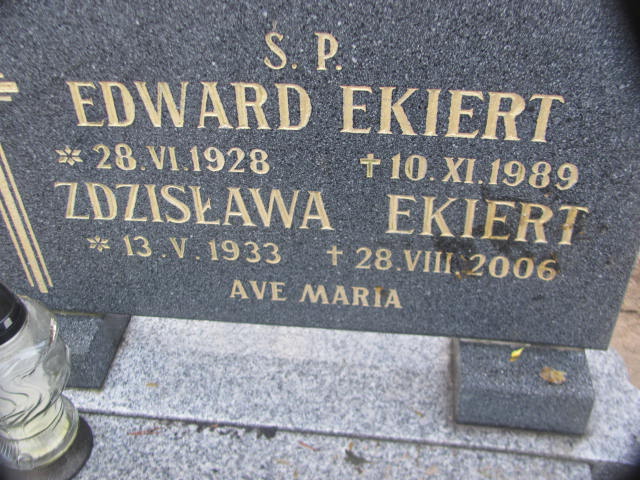 Ś. P.
EDWARD EKIERT
* 28.VI.1928 † 10.XI.1989
ZDZISŁAWA EKIERT
* 13.V.1933 † 28.VIII.2006
AVE MARIA